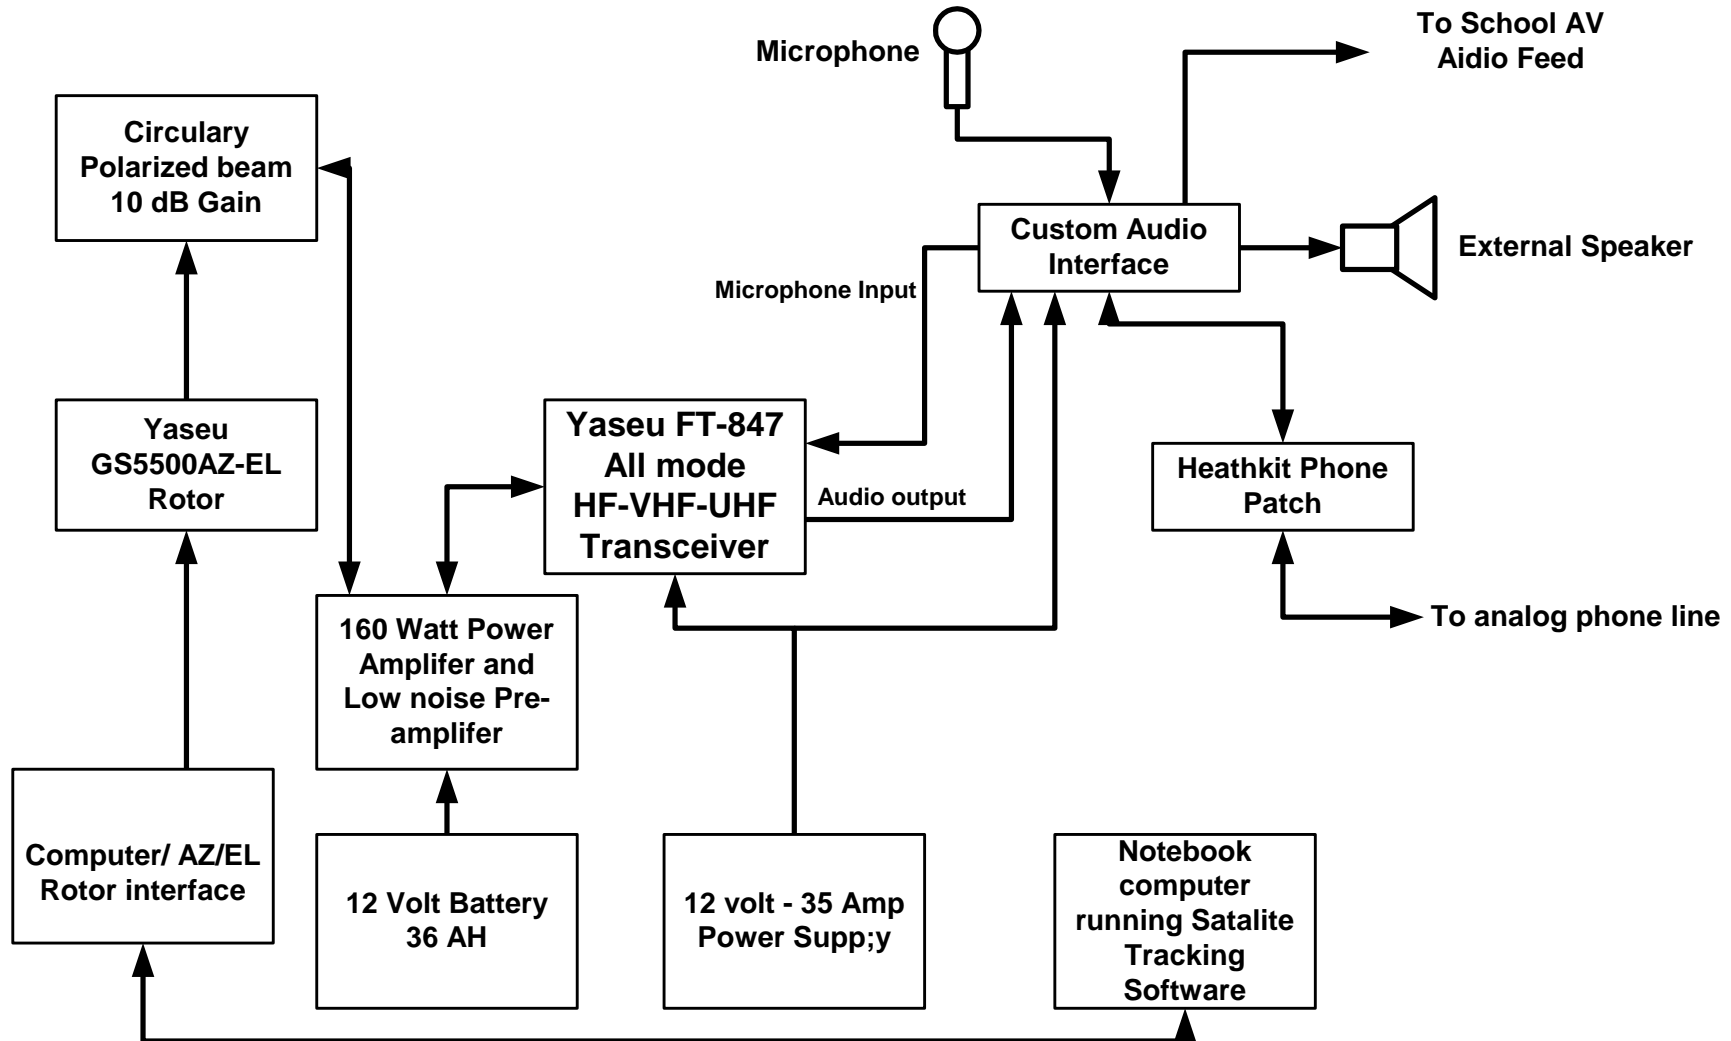 Microphone
To School AV
Aidio Feed
Circulary
Polarized beam
10 dB Gain
Custom Audio
Interface
External Speaker
Microphone Input
Yaseu
GS5500AZ-EL
Rotor
Yaseu FT-847
All mode
HF-VHF-UHF
Transceiver
Audio output
Heathkit Phone
Patch
160 Watt Power
Amplifer and
Low noise Pre-
amplifer
To analog phone line
Computer/ AZ/EL
Rotor interface
12 Volt Battery
36 AH
12 volt - 35 Amp
Power Supp;y
Notebook
computer
running Satalite
Tracking
Software